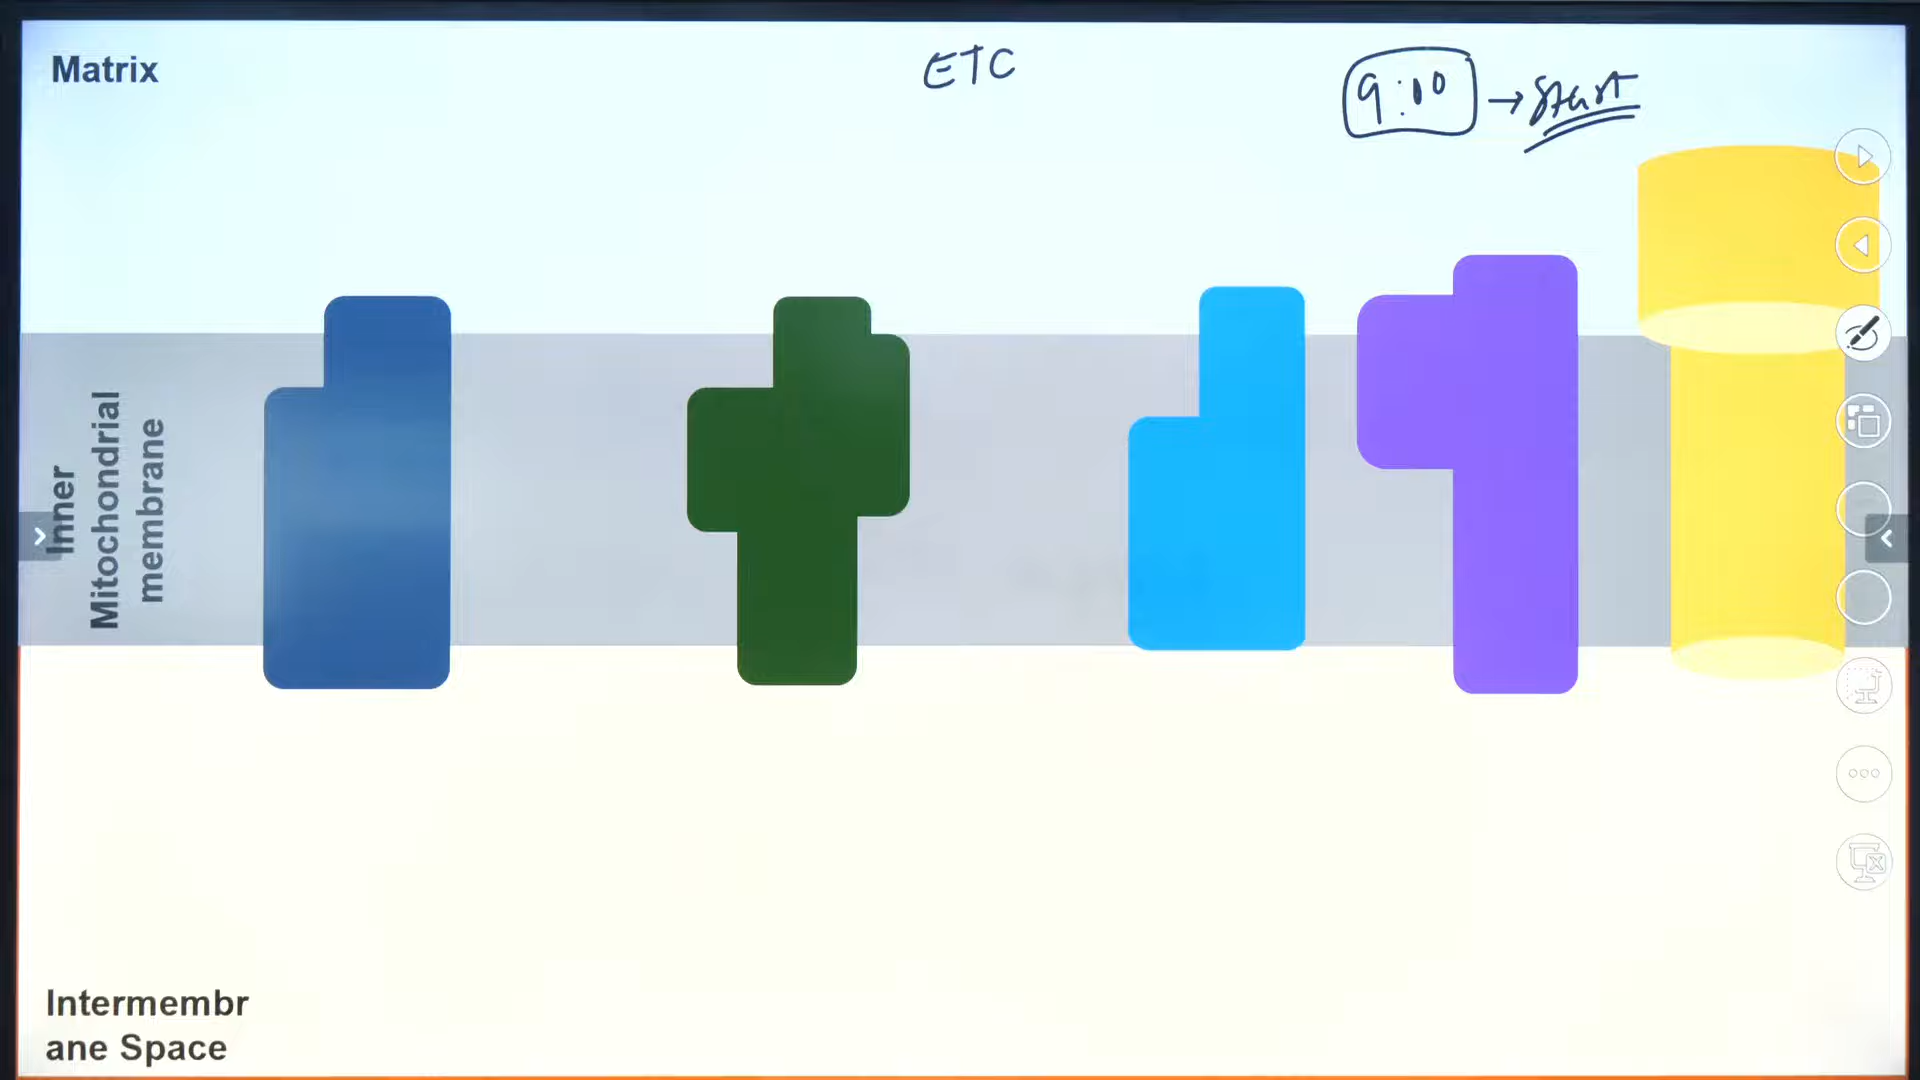 Matrix
ETC
9:10 → Start
Inner
Mitochondrial
membrane
Intermembr
ane Space